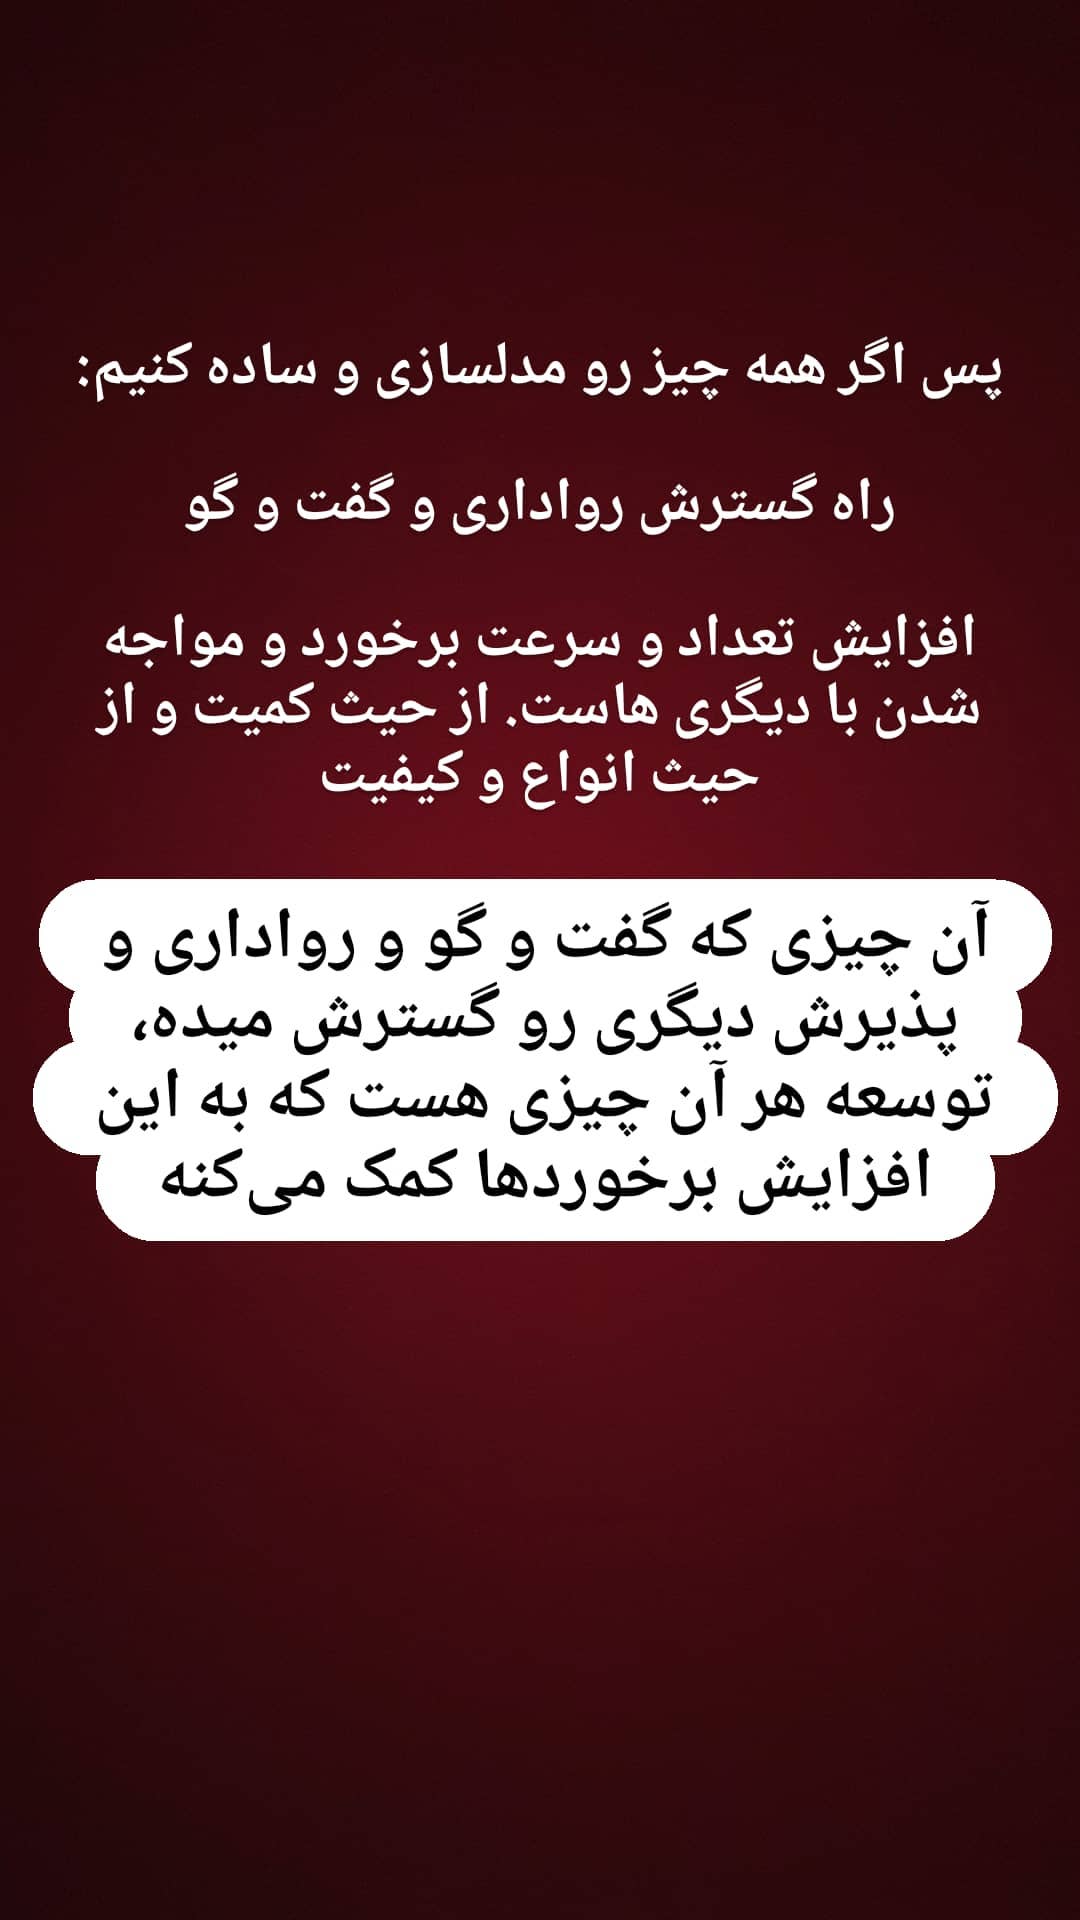 پس اگر همه چیز رو مدلسازی و ساده کنیم:
راه گسترش رواداری و گفت و گو
افزایش تعداد و سرعت برخورد و مواجه
شدن با دیگری هاست. از حیث کمیت و از
حیث انواع و کیفیت
آن چیزی که گفت و گو و رواداری و
پذیرش دیگری رو گسترش میده،
توسعه هر آن چیزی هست که به این
افزایش برخوردها کمک می‌کنه